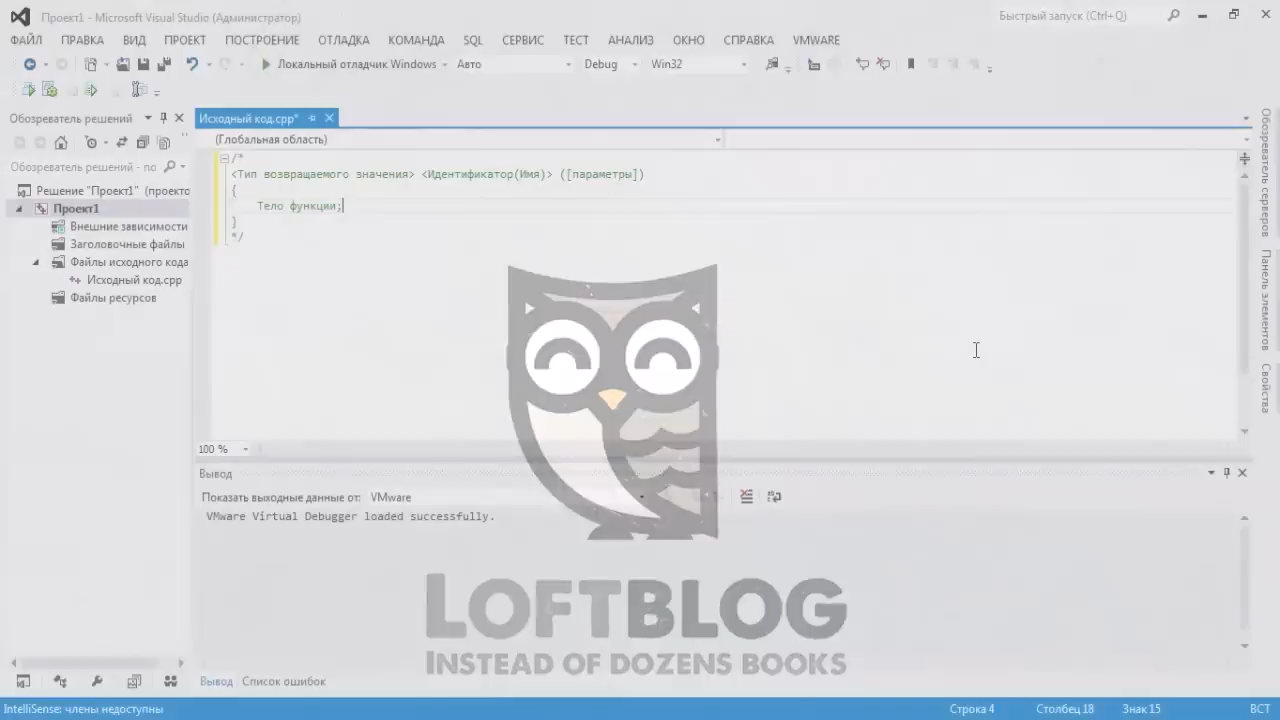 Проект1 - Microsoft Visual Studio (Администратор)
Быстрый запуск (Ctrl+Q)
ФАЙЛ ПРАВКА ВИД ПРОЕКТ ПОСТРОЕНИЕ ОТЛАДКА КОМАНДА SQL СЕРВИС ТЕСТ АНАЛИЗ ОКНО СПРАВКА VMWARE
Локальный отладчик Windows Авто Debug Win32
Обозреватель решений
Исходный код.cpp*
(Глобальная область)
Обозреватель решений - по
Решение "Проект1" (проекто
Проект1
Внешние зависимости
Заголовочные файлы
Файлы исходного кода
Исходный код.cpp
Файлы ресурсов
/*
<Тип возвращаемого значения> <Идентификатор(Имя)> ([параметры])
{
Тело функции;
}
*/
100 %
Вывод
Показать выходные данные от: VMware
VMware Virtual Debugger loaded successfully.
LOFTBLOG
INSTEAD OF DOZENS BOOKS
Вывод Список ошибок
Обозреватель серверов
Панель элементов
Свойства
IntelliSense: члены недоступны
Строка 4 Столбец 18 Знак 15 ВСТ